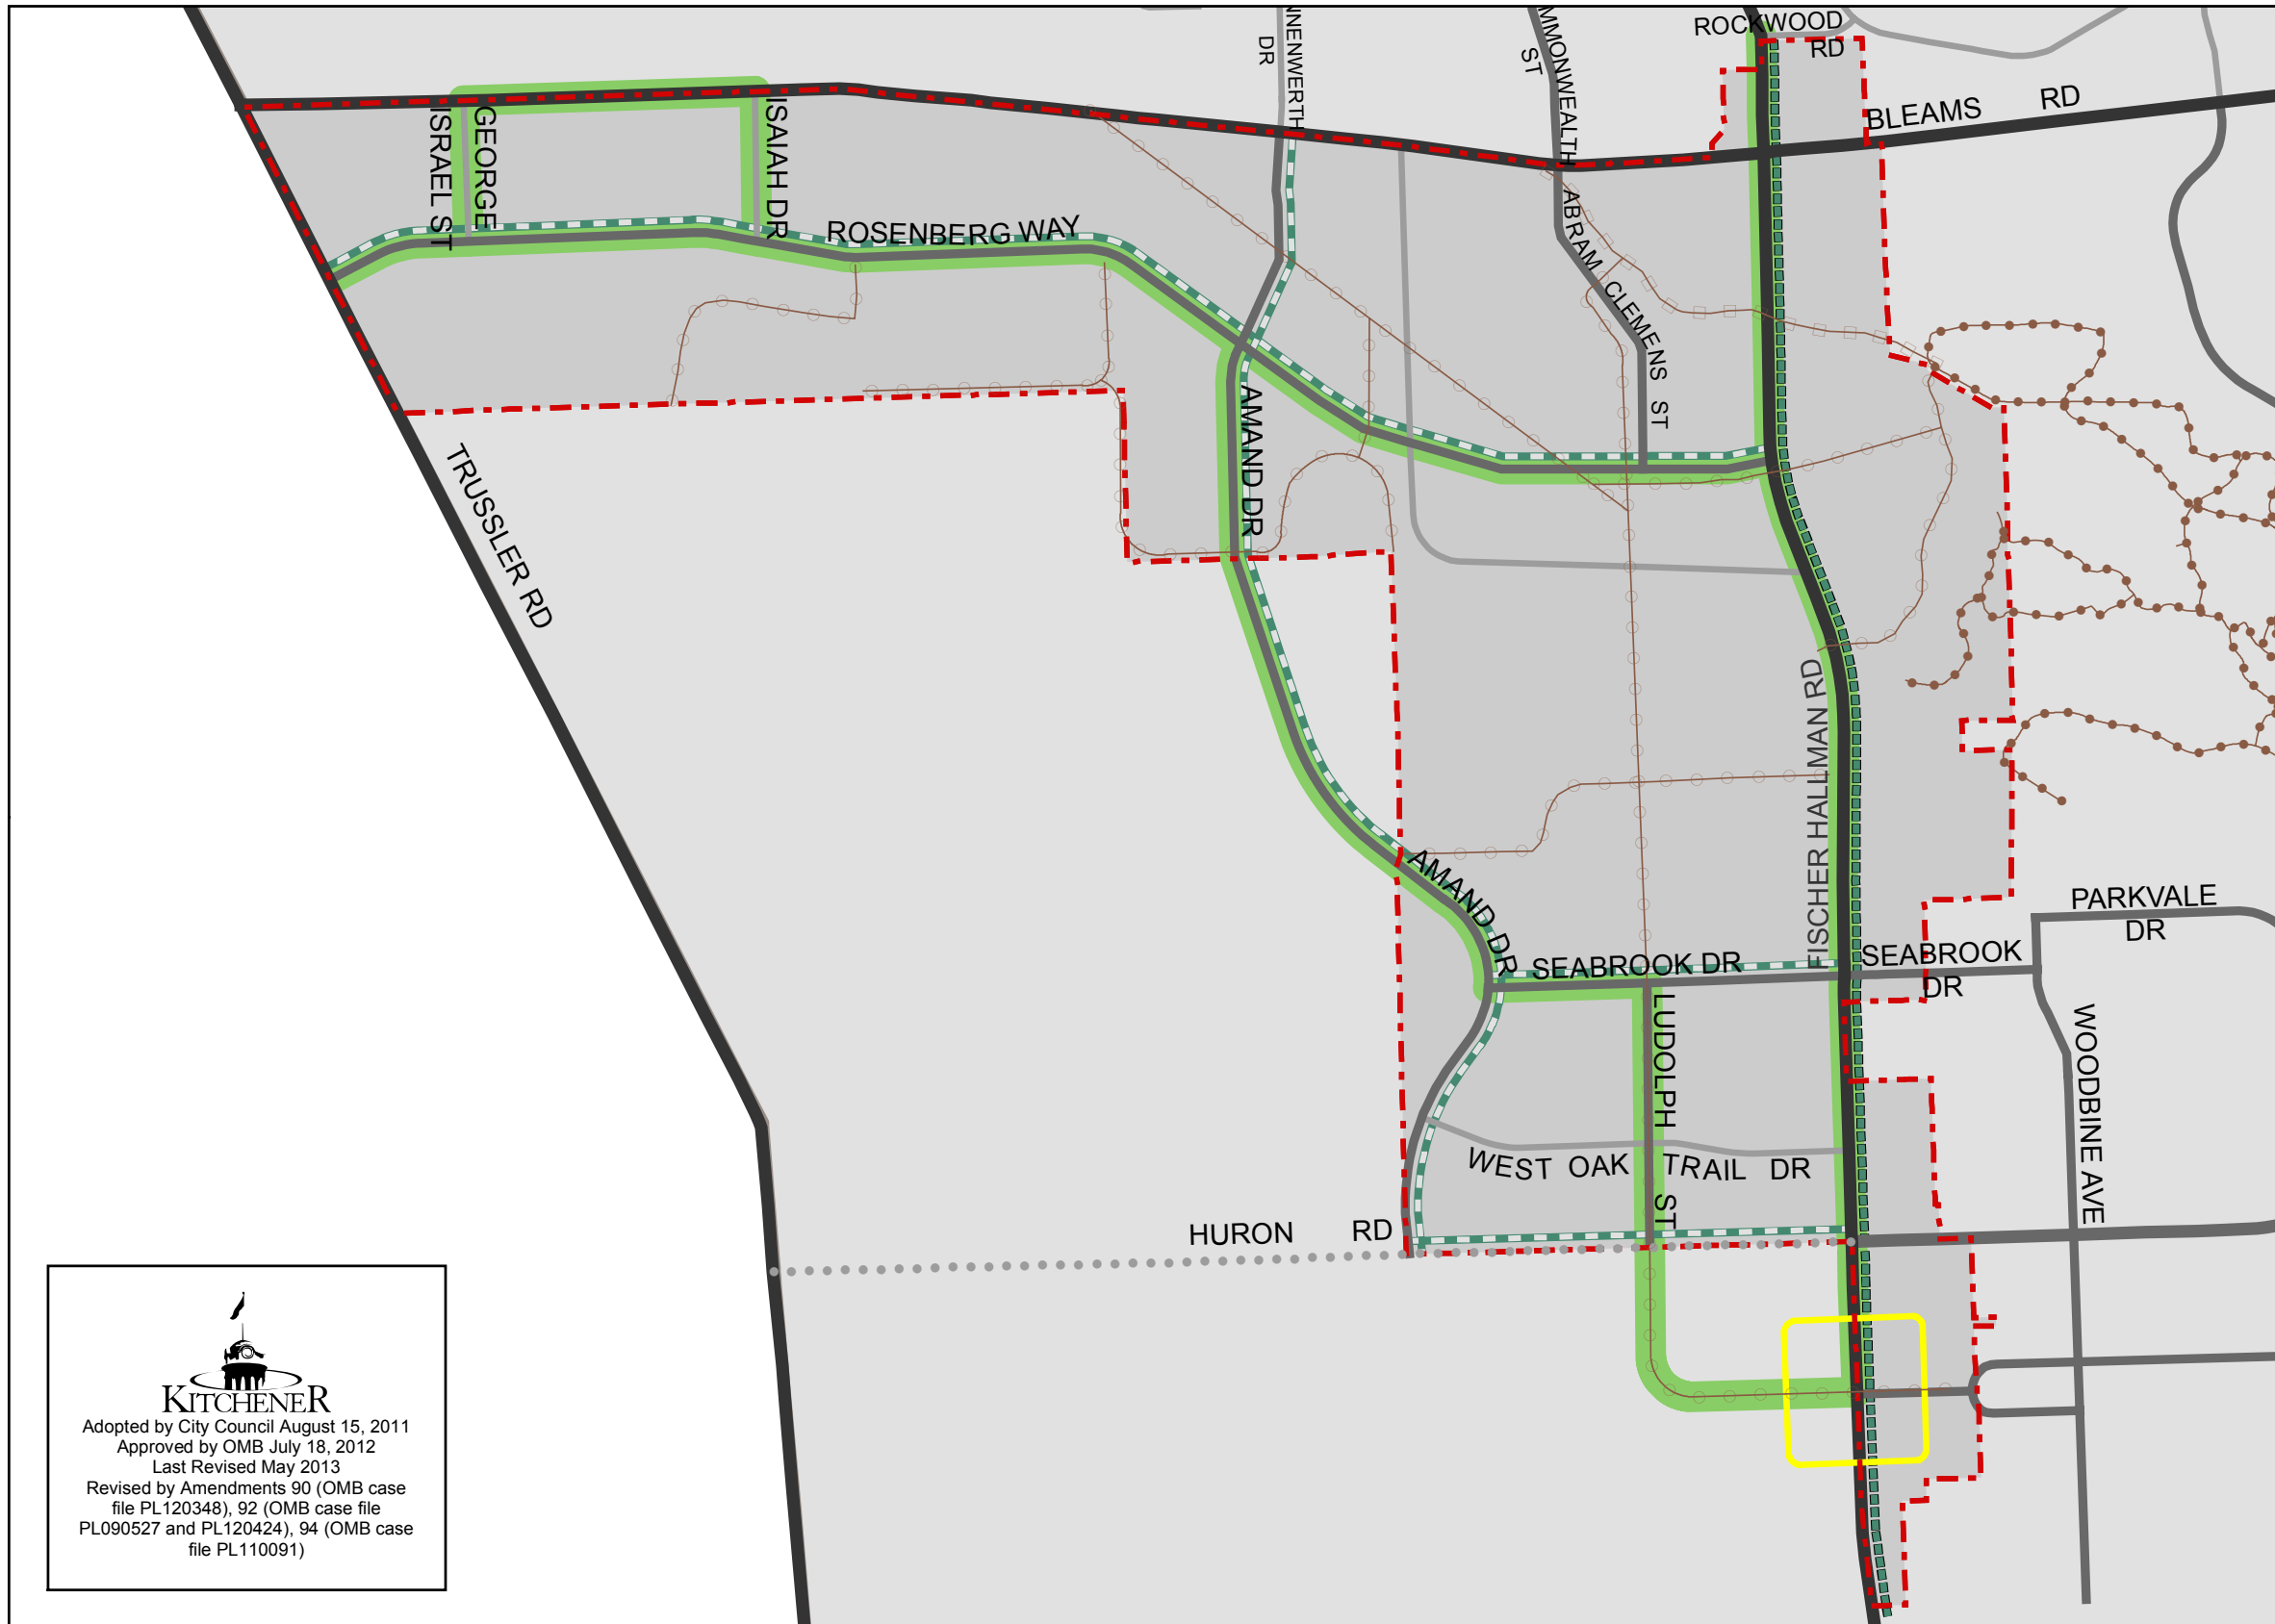 ROCKWOOD
RD
NNENWERTH
DR
MMONWEALTH
ST
BLEAMS RD
GEORGE
ISRAEL ST
ISAIAH DR
ROSENBERG WAY
ABRAM CLEMENS ST
AMAND DR
TRUSSLER RD
FISCHER HALLMAN RD
AMAND DR
PARKVALE
DR
SEABROOK DR
SEABROOK
DR
LUDOLPH ST
WOODBINE AVE
WEST OAK TRAIL DR
HURON RD
KITCHENER
Adopted by City Council August 15, 2011
Approved by OMB July 18, 2012
Last Revised May 2013
Revised by Amendments 90 (OMB case
file PL120348), 92 (OMB case file
PL090527 and PL120424), 94 (OMB case
file PL110091)